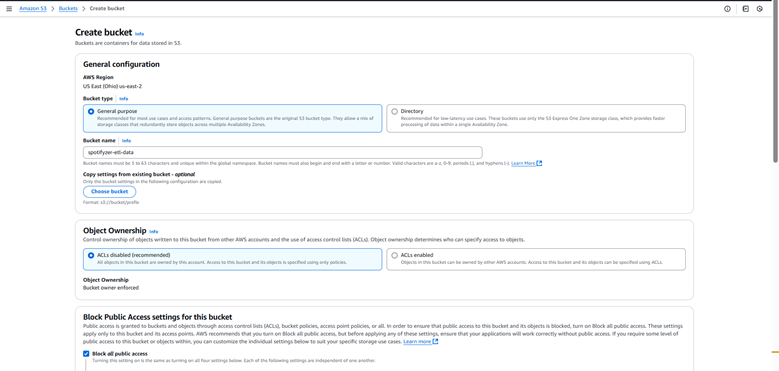 Amazon S3 > Buckets > Create bucket
Create bucket Info
Buckets are containers for data stored in S3.
General configuration
AWS Region
US East (Ohio) us-east-2
Bucket type | Info
General purpose
Recommended for most use cases and access patterns. General purpose buckets are the original S3 bucket type. They allow a mix of
storage classes that redundantly store objects across multiple Availability Zones.
Directory
Recommended for low-latency use cases. These buckets use only the S3 Express One Zone storage class, which provides faster
processing of data within a single Availability Zone.
Bucket name | Info
spotifyzer-etl-data
Bucket names must be 3 to 63 characters and unique within the global namespace. Bucket names must also begin and end with a letter or number. Valid characters are a-z, 0-9, periods (.), and hyphens (-). Learn More
Copy settings from existing bucket - optional
Only the bucket settings in the following configuration are copied.
Choose bucket
Format: s3://bucket/prefix
Object Ownership Info
Control ownership of objects written to this bucket from other AWS accounts and the use of access control lists (ACLs). Object ownership determines who can specify access to objects.
ACLs disabled (recommended)
All objects in this bucket are owned by this account. Access to this bucket and its objects is specified using only policies.
ACLs enabled
Objects in this bucket can be owned by other AWS accounts. Access to this bucket and its objects can be specified using ACLs.
Object Ownership
Bucket owner enforced
Block Public Access settings for this bucket
Public access is granted to buckets and objects through access control lists (ACLs), bucket policies, access point policies, or all. In order to ensure that public access to this bucket and its objects is blocked, turn on Block all public access. These settings
apply only to this bucket and its access points. AWS recommends that you turn on Block all public access, but before applying any of these settings, ensure that your applications will work correctly without public access. If you require some level of
public access to this bucket or objects within, you can customize the individual settings below to suit your specific storage use cases. Learn more
Block all public access
Turning this setting on is the same as turning on all four settings below. Each of the following settings are independent of one another.